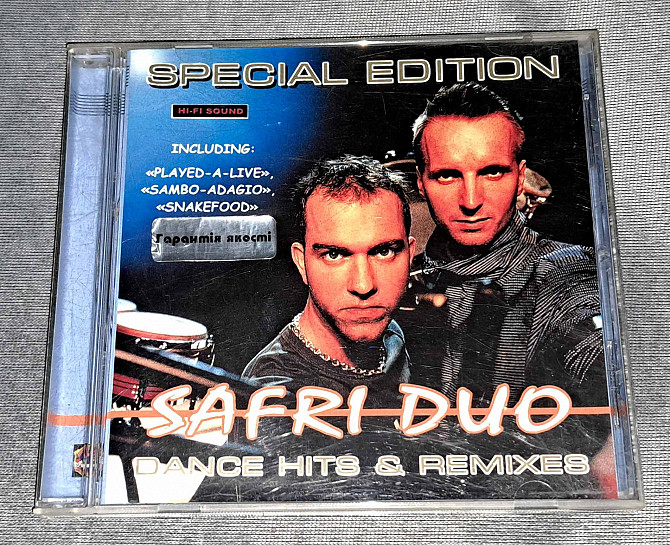 SPECIAL EDITION
HI-FI SOUND
INCLUDING:
«PLAYED-A-LIVE»,
«SAMBO-ADAGIO»,
«SNAKEFOOD»
Гарантія якості
SAFRI DUO
DANCE HITS & REMIXES